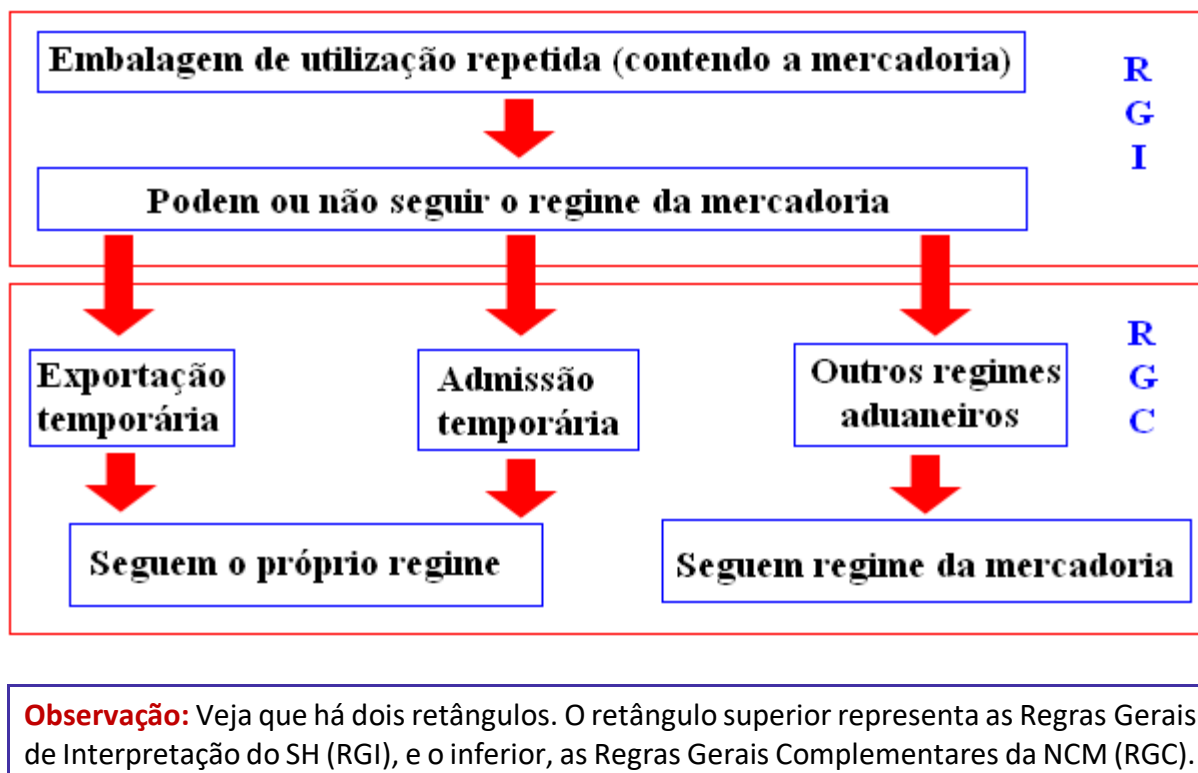 Embalagem de utilização repetida (contendo a mercadoria)
R
G
I
Podem ou não seguir o regime da mercadoria
Exportação
temporária
Admissão
temporária
Outros regimes
aduaneiros
R
G
C
Seguem o próprio regime
Seguem regime da mercadoria
Observação: Veja que há dois retângulos. O retângulo superior representa as Regras Gerais
de Interpretação do SH (RGI), e o inferior, as Regras Gerais Complementares da NCM (RGC).